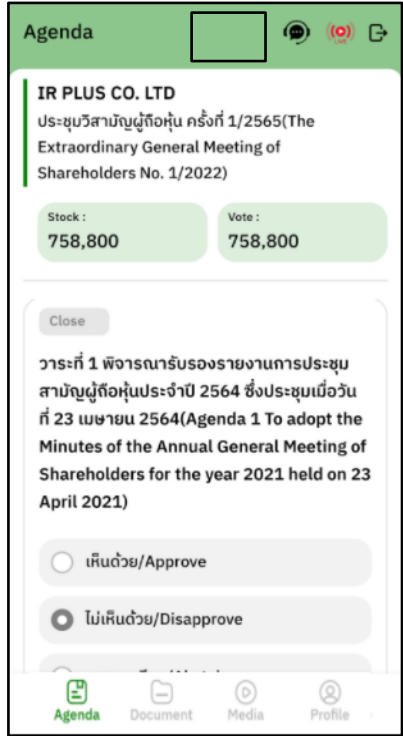 Agenda
LIVE
IR PLUS CO. LTD
ประชุมวิสามัญผู้ถือหุ้น ครั้งที่ 1/2565(The
Extraordinary General Meeting of
Shareholders No. 1/2022)
Stock :
758,800
Vote :
758,800
Close
วาระที่ 1 พิจารณารับรองรายงานการประชุม
สามัญผู้ถือหุ้นประจำปี 2564 ซึ่งประชุมเมื่อวัน
ที่ 23 เมษายน 2564(Agenda 1 To adopt the
Minutes of the Annual General Meeting of
Shareholders for the year 2021 held on 23
April 2021)
เห็นด้วย/Approve
ไม่เห็นด้วย/Disapprove
Agenda
Document
Media
Profile